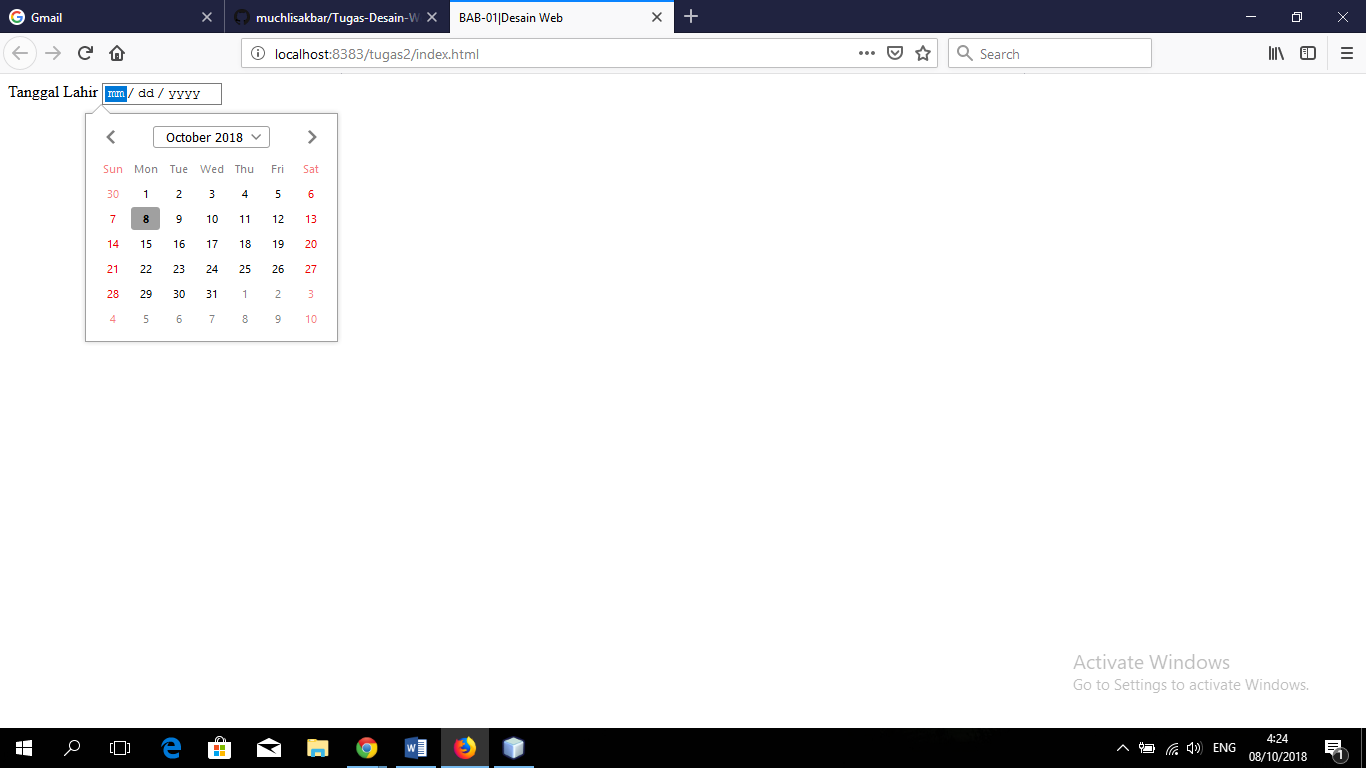 Gmail
muchlisakbar/Tugas-Desain-W
BAB-01|Desain Web
localhost:8383/tugas2/index.html
Search
Tanggal Lahir mm / dd / yyyy
October 2018
Sun Mon Tue Wed Thu Fri Sat
30 1 2 3 4 5 6
7 8 9 10 11 12 13
14 15 16 17 18 19 20
21 22 23 24 25 26 27
28 29 30 31 1 2 3
4 5 6 7 8 9 10
Activate Windows
Go to Settings to activate Windows.
ENG
4:24
08/10/2018
1